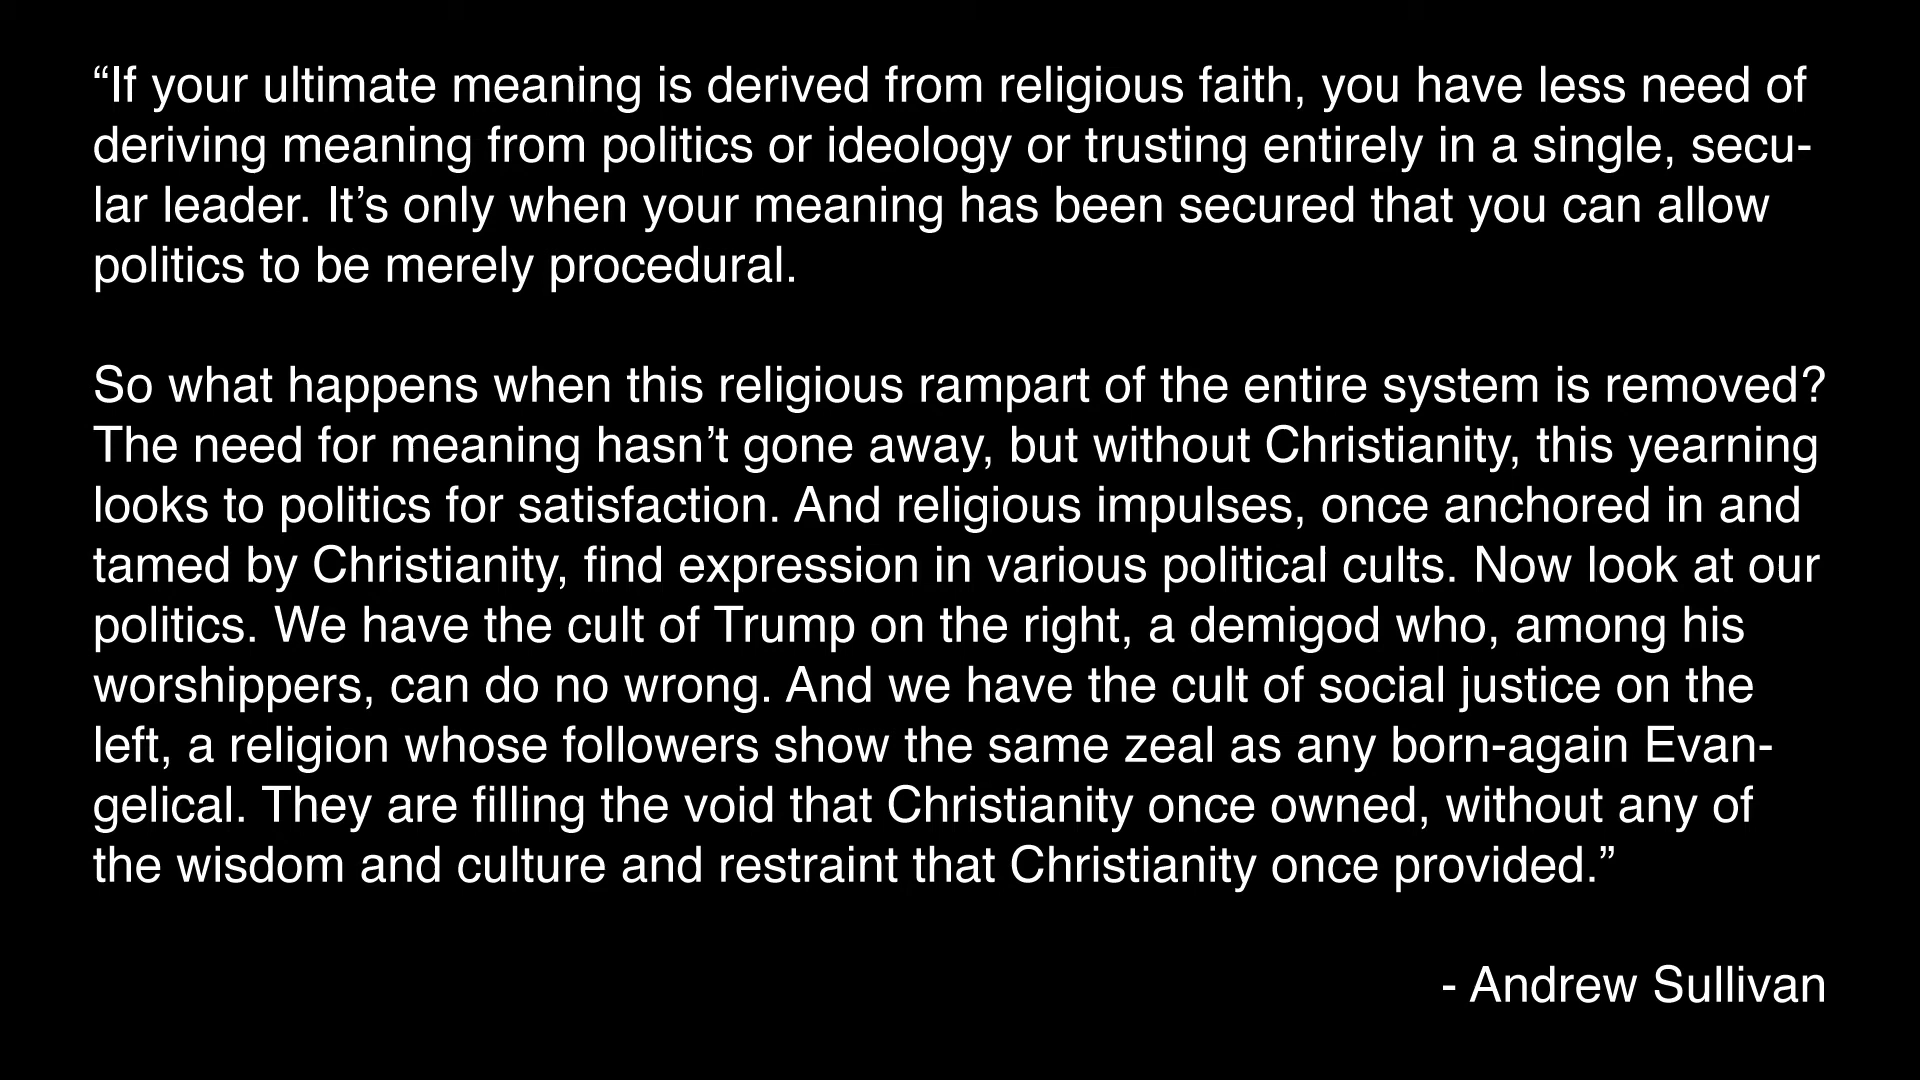 “If your ultimate meaning is derived from religious faith, you have less need of
deriving meaning from politics or ideology or trusting entirely in a single, secu-
lar leader. It’s only when your meaning has been secured that you can allow
politics to be merely procedural.
So what happens when this religious rampart of the entire system is removed?
The need for meaning hasn’t gone away, but without Christianity, this yearning
looks to politics for satisfaction. And religious impulses, once anchored in and
tamed by Christianity, find expression in various political cults. Now look at our
politics. We have the cult of Trump on the right, a demigod who, among his
worshippers, can do no wrong. And we have the cult of social justice on the
left, a religion whose followers show the same zeal as any born-again Evan-
gelical. They are filling the void that Christianity once owned, without any of
the wisdom and culture and restraint that Christianity once provided.”
- Andrew Sullivan